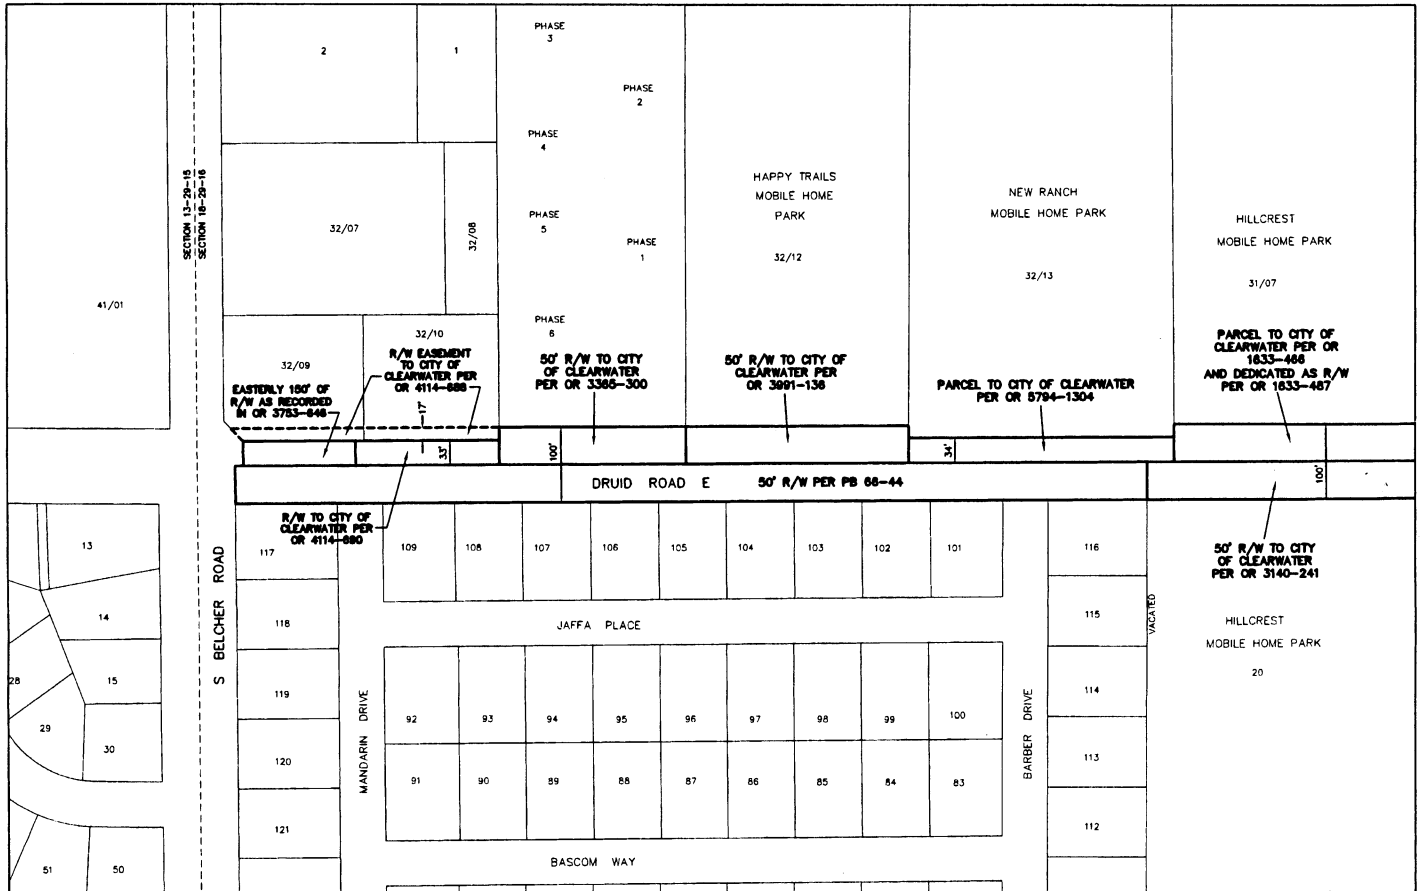 2
1
PHASE
3
PHASE
2
PHASE
4
PHASE
5
PHASE
1
PHASE
6
SECTION 13-29-15
SECTION 18-29-16
41/01
32/07
32/08
32/09
32/10
HAPPY TRAILS
MOBILE HOME
PARK
32/12
NEW RANCH
MOBILE HOME PARK
32/13
HILLCREST
MOBILE HOME PARK
31/07
EASTERLY 150' OF
R/W AS RECORDED
IN OR 3753-646
R/W EASEMENT
TO CITY OF
CLEARWATER PER
OR 4114-688
50' R/W TO CITY
OF CLEARWATER
PER OR 3365-300
50' R/W TO CITY OF
CLEARWATER PER
OR 3991-136
PARCEL TO CITY OF CLEARWATER
PER OR 5794-1304
PARCEL TO CITY OF
CLEARWATER PER OR
1633-466
AND DEDICATED AS R/W
PER OR 1633-467
17'
33'
100'
34'
100'
DRUID ROAD E
50' R/W PER PB 68-44
R/W TO CITY OF
CLEARWATER PER
OR 4114-690
50' R/W TO CITY
OF CLEARWATER
PER OR 3140-241
S BELCHER ROAD
13
14
15
28
29
30
51
50
117
118
119
120
121
109
108
107
106
105
104
103
102
101
JAFFA PLACE
MANDARIN DRIVE
92
93
94
95
96
97
98
99
100
91
90
89
88
87
86
85
84
83
BASCOM WAY
BARBER DRIVE
116
115
114
113
112
VACATED
HILLCREST
MOBILE HOME PARK
20